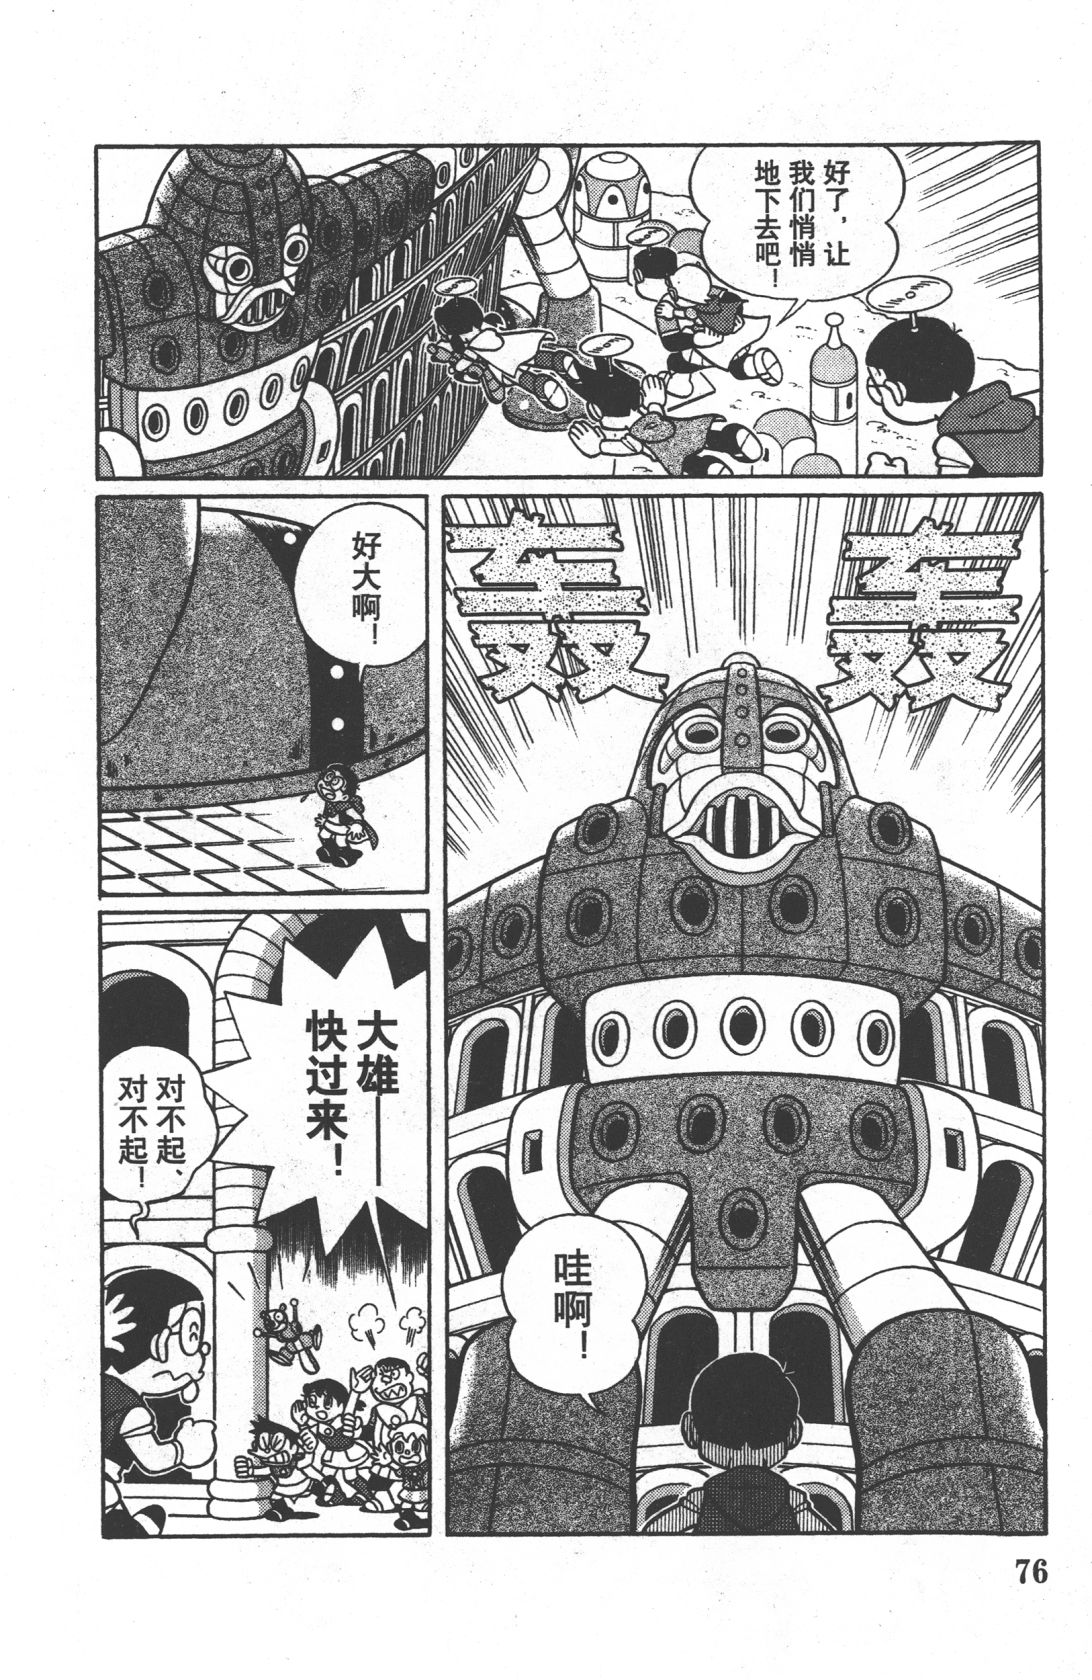 好了，让
我们悄悄
地下去吧！
轰
轰
哇啊！
好大啊！
大雄——
快过来！
对不起、
对不起！
76